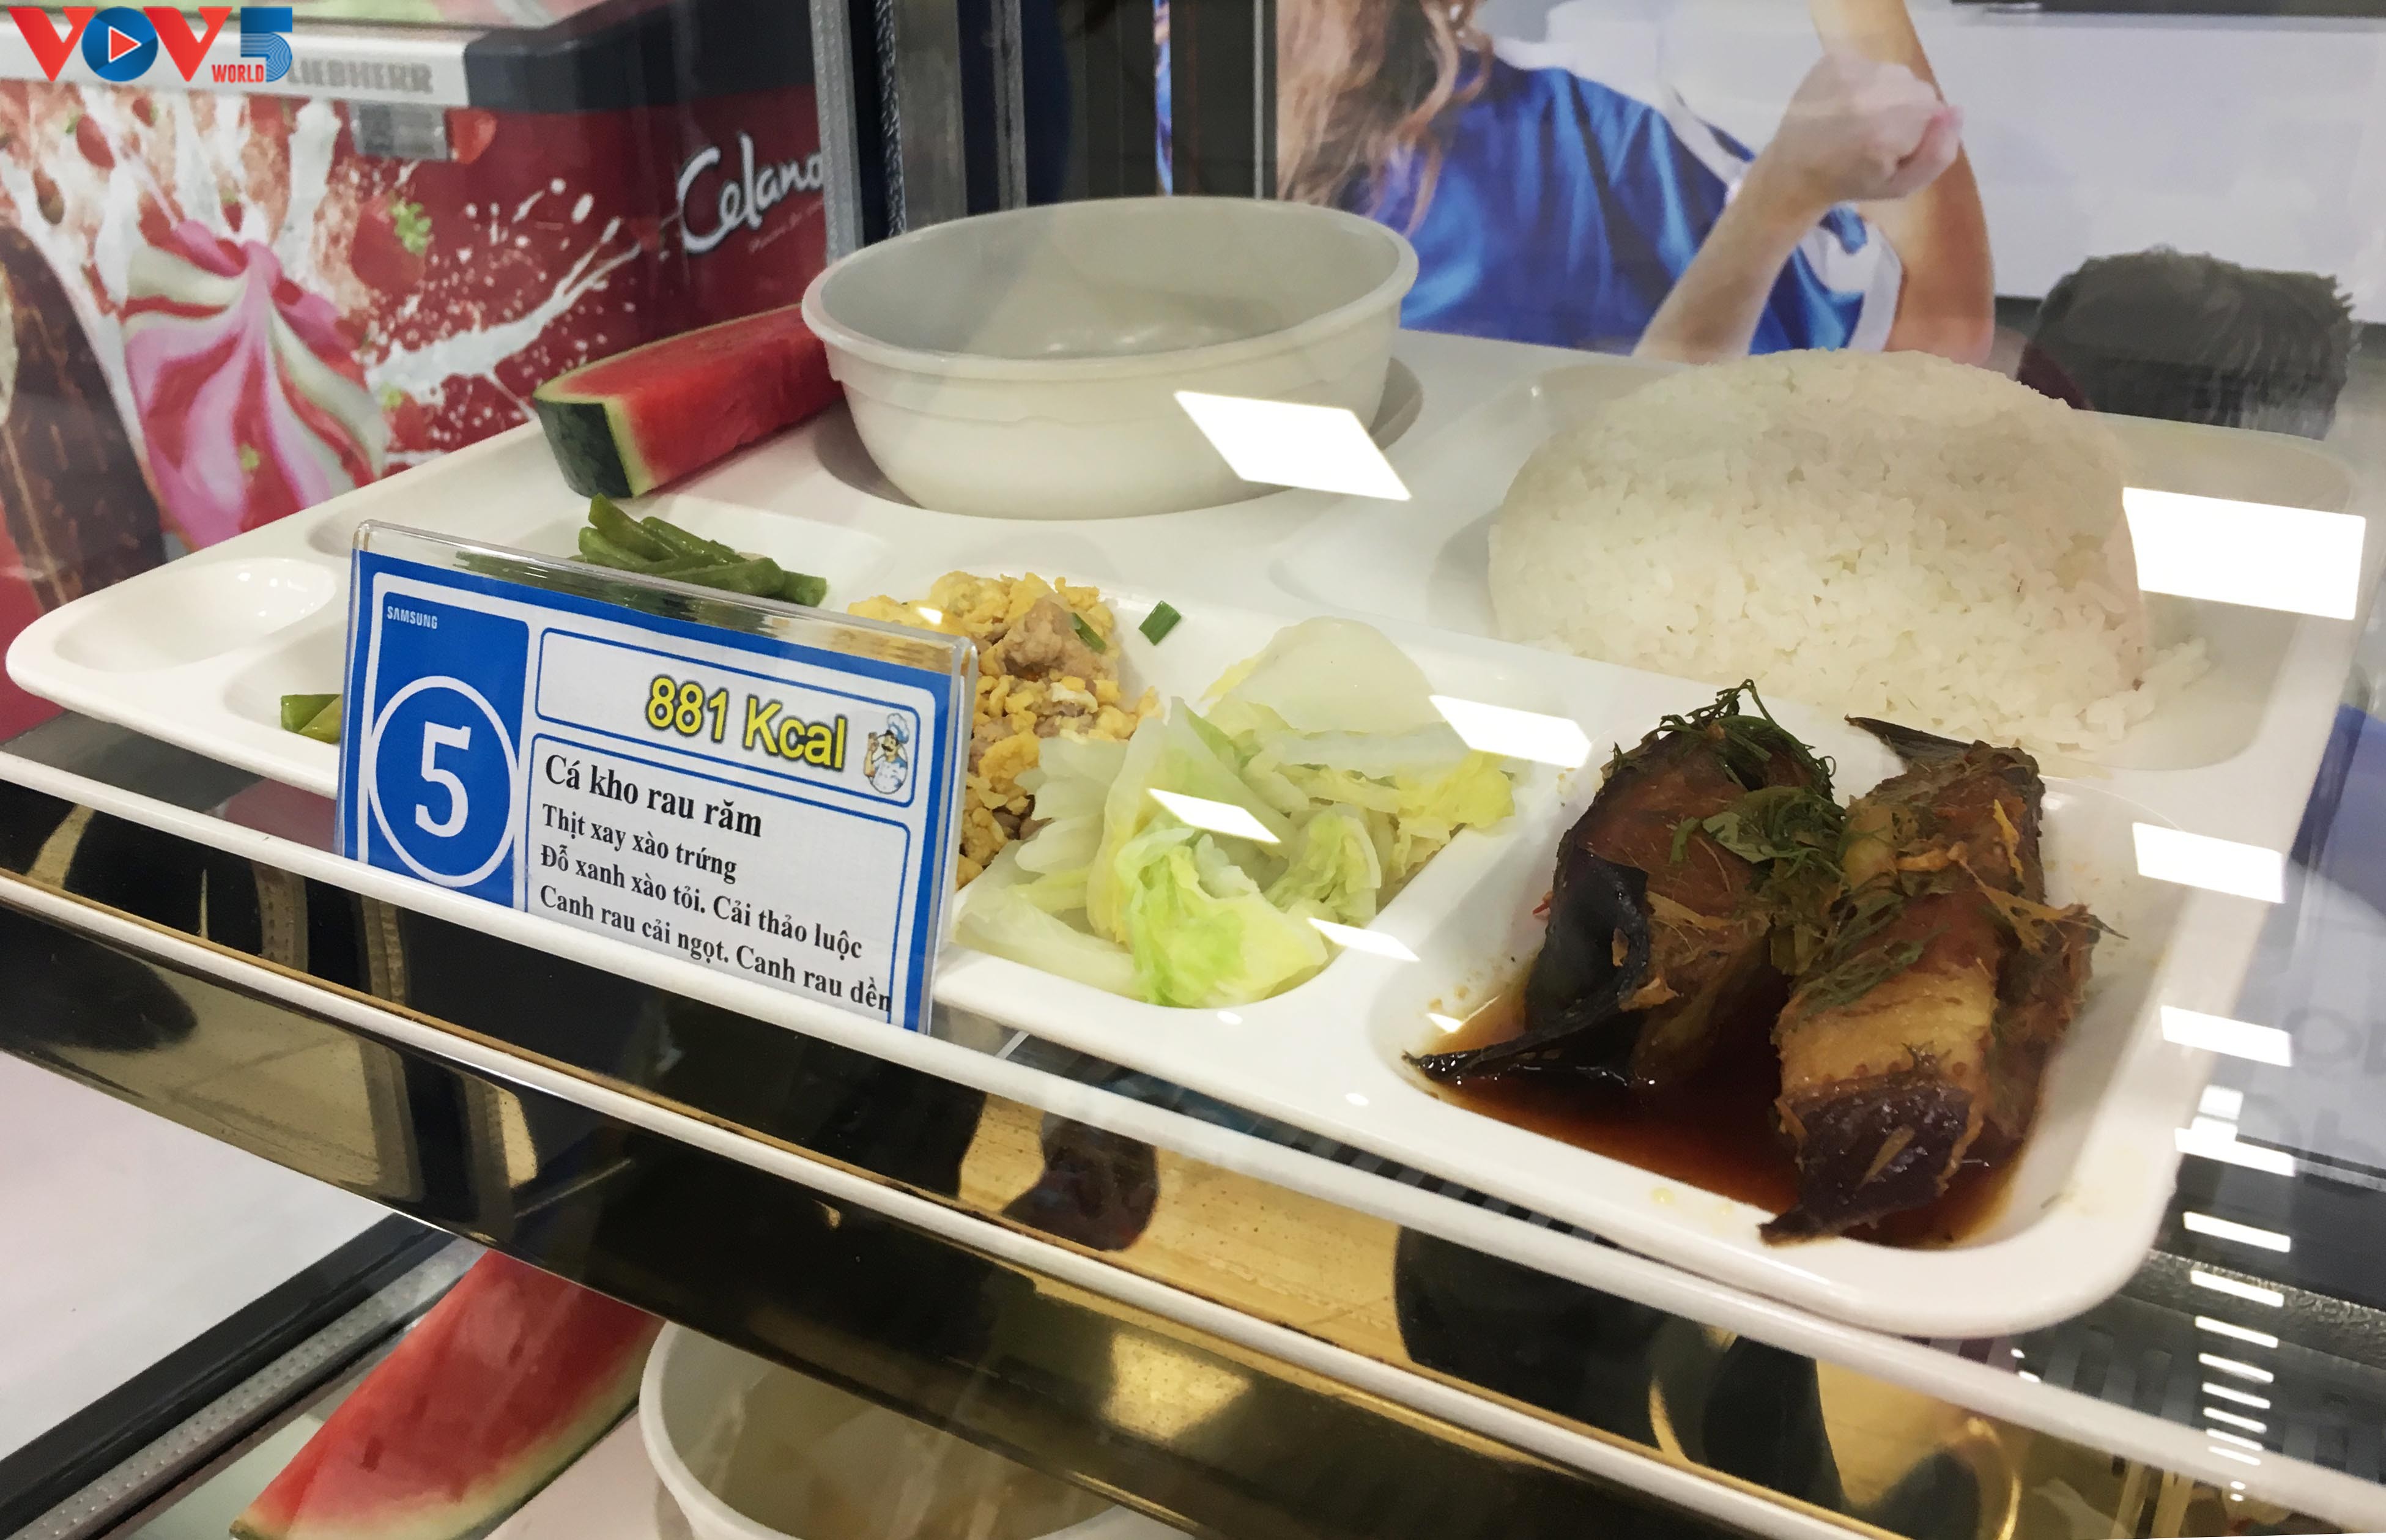 VOV5
WORLD
LIEBHERR
Celano
SAMSUNG
5
881 Kcal
Cá kho rau răm
Thịt xay xào trứng
Đỗ xanh xào tỏi. Cải thảo luộc
Canh rau cải ngọt. Canh rau dền